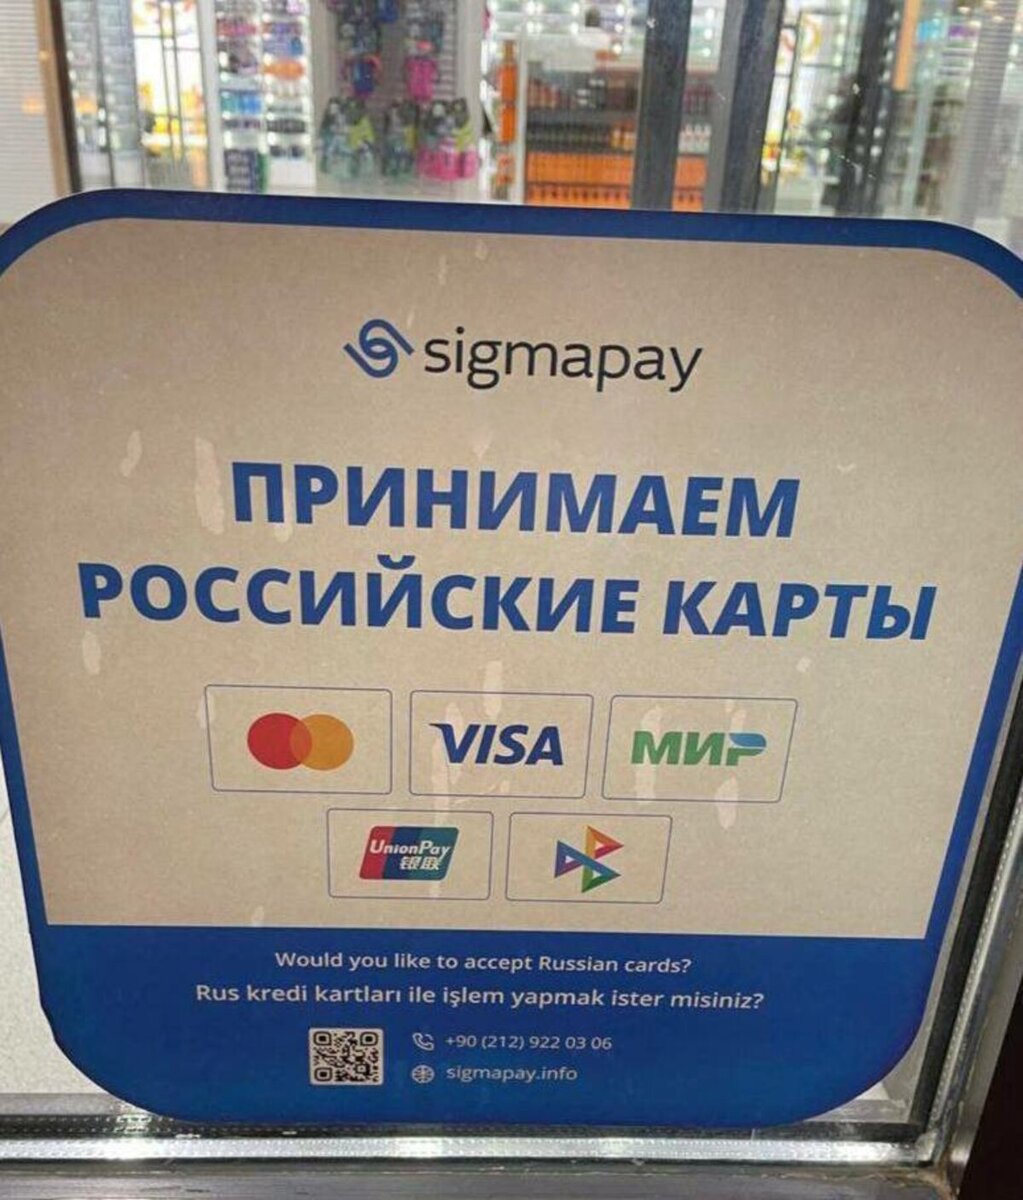 sigmapay
ПРИНИМАЕМ
РОССИЙСКИЕ КАРТЫ
VISA
МИР
UnionPay
银联
Would you like to accept Russian cards?
Rus kredi kartları ile işlem yapmak ister misiniz?
+90 (212) 922 03 06
sigmapay.info